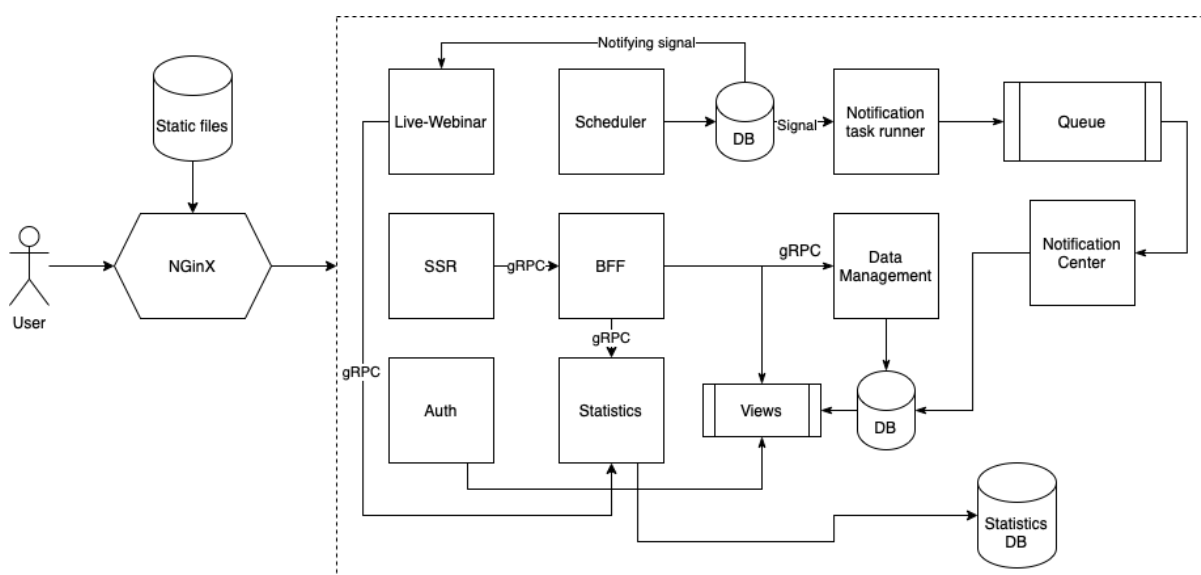 Notifying signal
Static files
Live-Webinar
Scheduler
DB
Signal
Notification
task runner
Queue
User
NGinX
SSR
gRPC
BFF
gRPC
Data
Management
Notification
Center
gRPC
gRPC
Auth
Statistics
Views
DB
Statistics
DB